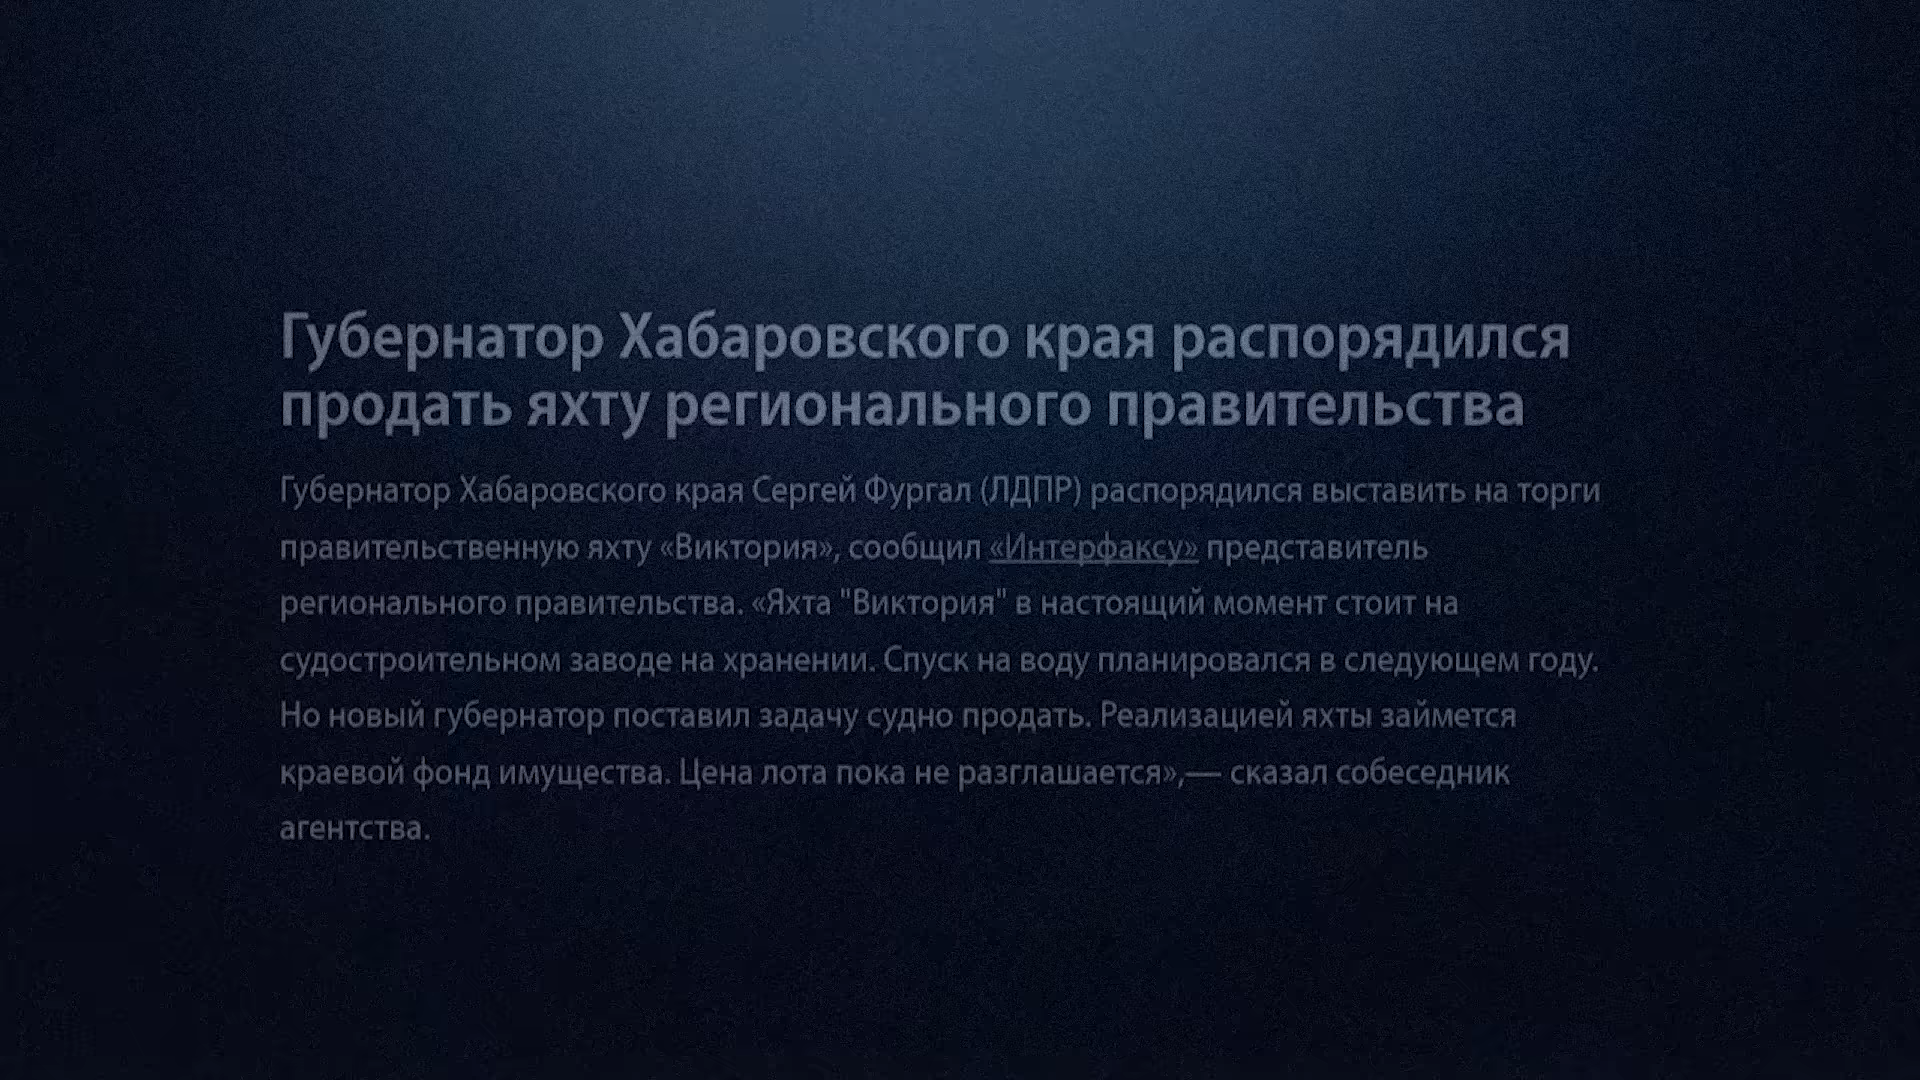 Губернатор Хабаровского края распорядился
продать яхту регионального правительства
Губернатор Хабаровского края Сергей Фургал (ЛДПР) распорядился выставить на торги
правительственную яхту «Виктория», сообщил «Интерфаксу» представитель
регионального правительства. «Яхта "Виктория" в настоящий момент стоит на
судостроительном заводе на хранении. Спуск на воду планировался в следующем году.
Но новый губернатор поставил задачу судно продать. Реализацией яхты займется
краевой фонд имущества. Цена лота пока не разглашается»,— сказал собеседник
агентства.